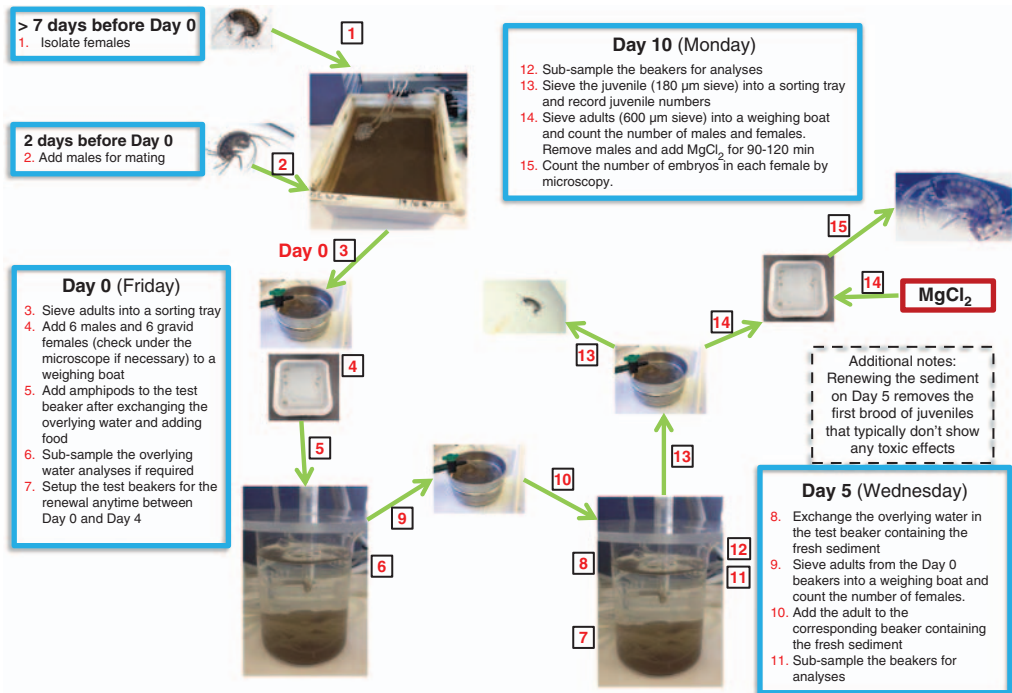 > 7 days before Day 0
1. Isolate females
1
2 days before Day 0
2. Add males for mating
2
Day 0 3
Day 0 (Friday)
3. Sieve adults into a sorting tray
4. Add 6 males and 6 gravid
females (check under the
microscope if necessary) to a
weighing boat
5. Add amphipods to the test
beaker after exchanging the
overlying water and adding
food
6. Sub-sample the overlying
water analyses if required
7. Setup the test beakers for the
renewal anytime between
Day 0 and Day 4
4
5
6
9
10
8
7
12
11
13
13
14
15
14
MgCl2
Day 10 (Monday)
12. Sub-sample the beakers for analyses
13. Sieve the juvenile (180 µm sieve) into a sorting tray
and record juvenile numbers
14. Sieve adults (600 µm sieve) into a weighing boat
and count the number of males and females.
Remove males and add MgCl2 for 90-120 min
15. Count the number of embryos in each female by
microscopy.
Additional notes:
Renewing the sediment
on Day 5 removes the
first brood of juveniles
that typically don't show
any toxic effects
Day 5 (Wednesday)
8. Exchange the overlying water in
the test beaker containing the
fresh sediment
9. Sieve adults from the Day 0
beakers into a weighing boat and
count the number of females.
10. Add the adult to the
corresponding beaker containing
the fresh sediment
11. Sub-sample the beakers for
analyses